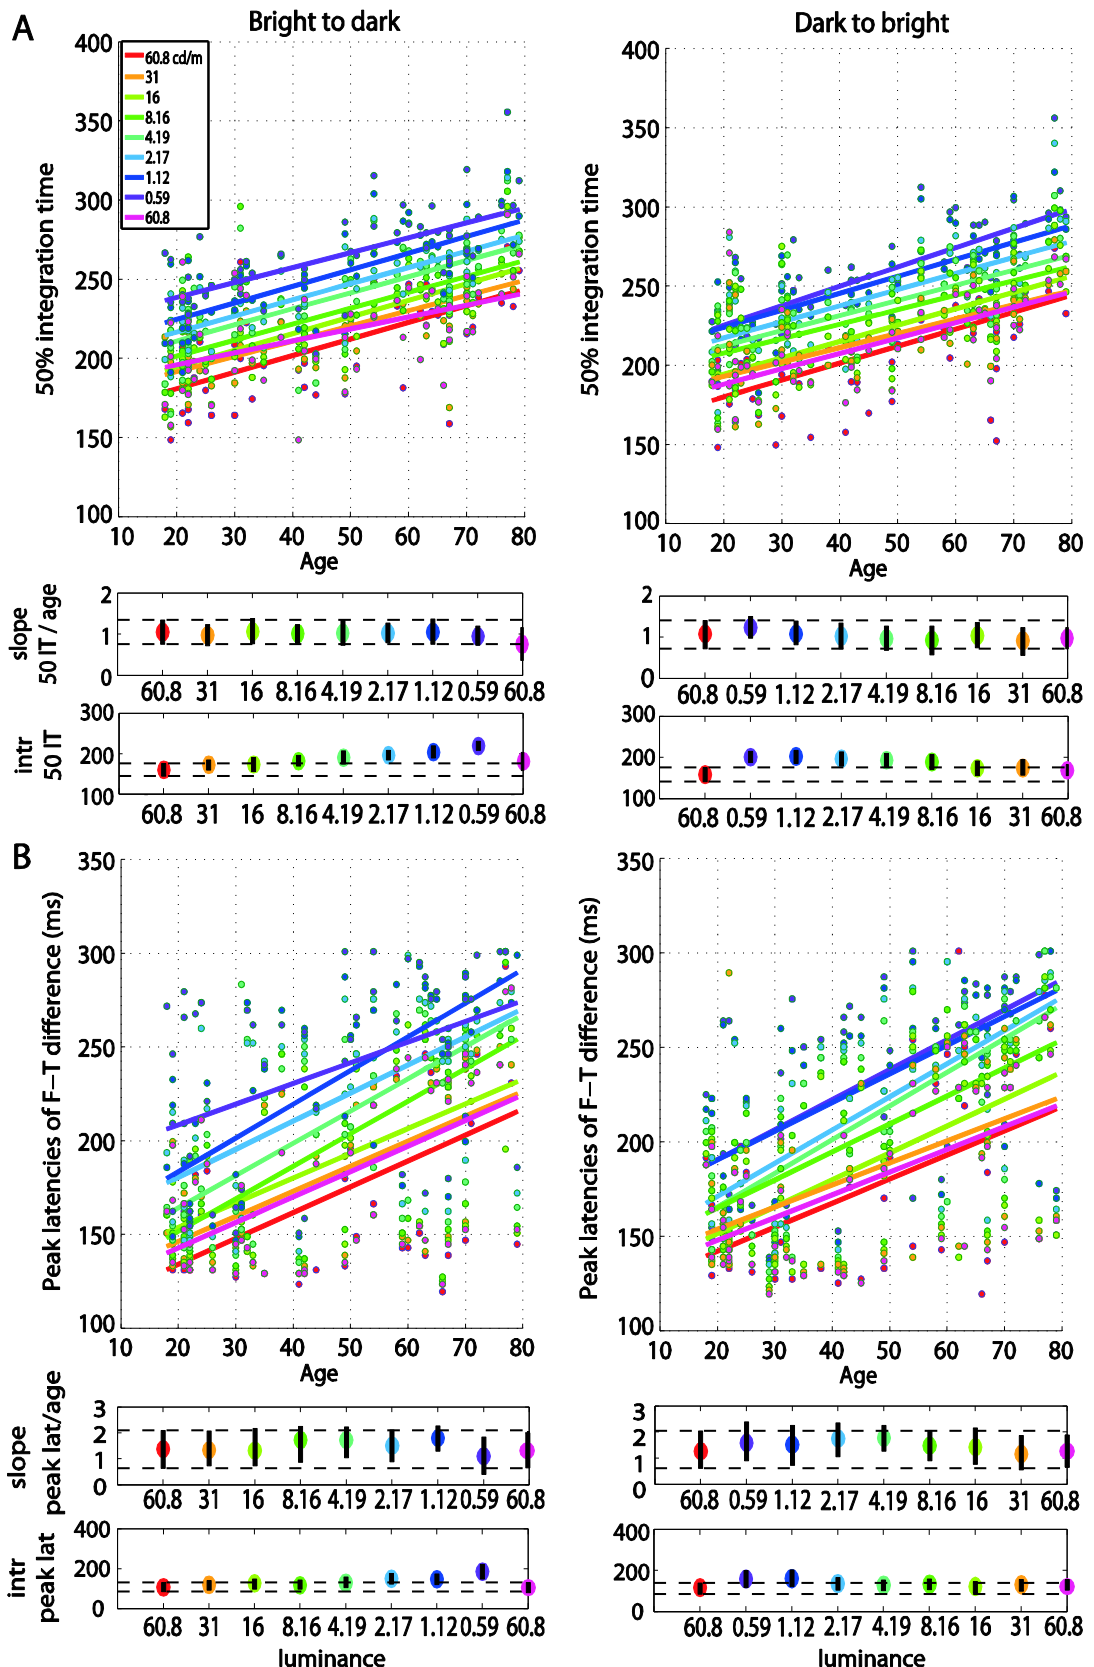 A
Bright to dark
Dark to bright
400
350
300
250
200
150
100
50% integration time
60.8 cd/m
31
16
8.16
4.19
2.17
1.12
0.59
60.8
10 20 30 40 50 60 70 80
Age
400
350
300
250
200
150
100
50% integration time
10 20 30 40 50 60 70 80
Age
slope
50 IT / age
2
1
0
60.8 31 16 8.16 4.19 2.17 1.12 0.59 60.8
2
1
0
60.8 0.59 1.12 2.17 4.19 8.16 16 31 60.8
intr
50 IT
300
200
100
60.8 31 16 8.16 4.19 2.17 1.12 0.59 60.8
300
200
100
60.8 0.59 1.12 2.17 4.19 8.16 16 31 60.8
B
350
300
250
200
150
100
Peak latencies of F–T difference (ms)
10 20 30 40 50 60 70 80
Age
350
300
250
200
150
100
Peak latencies of F–T difference (ms)
10 20 30 40 50 60 70 80
Age
slope
peak lat/age
3
2
1
0
60.8 31 16 8.16 4.19 2.17 1.12 0.59 60.8
3
2
1
0
60.8 0.59 1.12 2.17 4.19 8.16 16 31 60.8
intr
peak lat
400
200
0
60.8 31 16 8.16 4.19 2.17 1.12 0.59 60.8
luminance
400
200
0
60.8 0.59 1.12 2.17 4.19 8.16 16 31 60.8
luminance